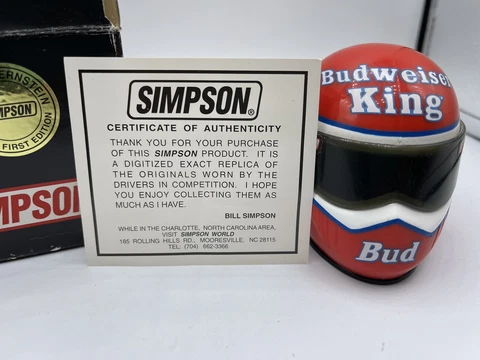 ERNSTEIN
MPSON
FIRST EDITION
MPSON
SIMPSON®
CERTIFICATE OF AUTHENTICITY
THANK YOU FOR YOUR PURCHASE
OF THIS SIMPSON PRODUCT. IT IS
A DIGITIZED EXACT REPLICA OF
THE ORIGINALS WORN BY THE
DRIVERS IN COMPETITION. I HOPE
YOU ENJOY COLLECTING THEM AS
MUCH AS I HAVE.
BILL SIMPSON
WHILE IN THE CHARLOTTE, NORTH CAROLINA AREA,
VISIT SIMPSON WORLD
185 ROLLING HILLS RD., MOORESVILLE, NC 28115
TEL: (704) 662-3366
Budweiser
King
Bud